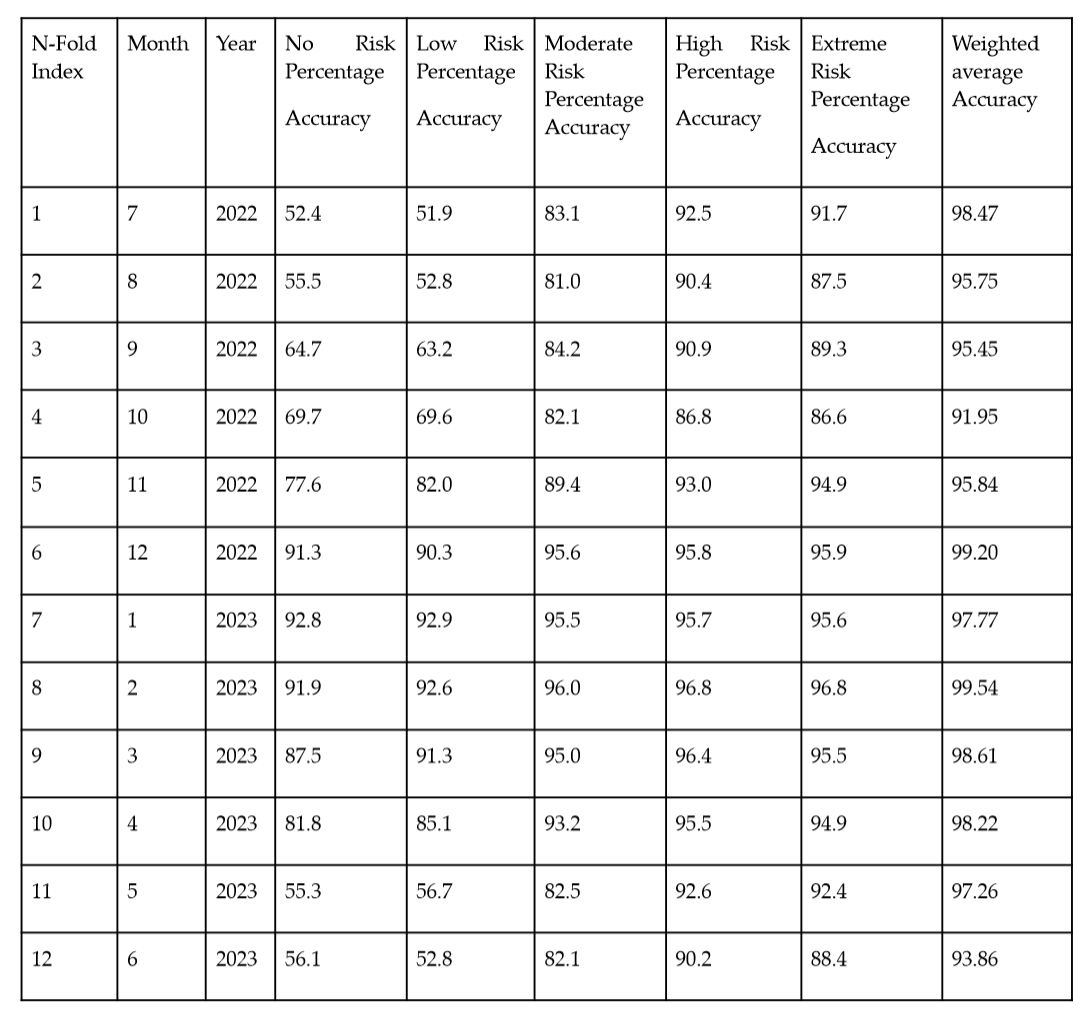 N-Fold Index Month Year No Risk Percentage Accuracy Low Risk Percentage Accuracy Moderate Risk Percentage Accuracy High Risk Percentage Accuracy Extreme Risk Percentage Accuracy Weighted average Accuracy
1 7 2022 52.4 51.9 83.1 92.5 91.7 98.47
2 8 2022 55.5 52.8 81.0 90.4 87.5 95.75
3 9 2022 64.7 63.2 84.2 90.9 89.3 95.45
4 10 2022 69.7 69.6 82.1 86.8 86.6 91.95
5 11 2022 77.6 82.0 89.4 93.0 94.9 95.84
6 12 2022 91.3 90.3 95.6 95.8 95.9 99.20
7 1 2023 92.8 92.9 95.5 95.7 95.6 97.77
8 2 2023 91.9 92.6 96.0 96.8 96.8 99.54
9 3 2023 87.5 91.3 95.0 96.4 95.5 98.61
10 4 2023 81.8 85.1 93.2 95.5 94.9 98.22
11 5 2023 55.3 56.7 82.5 92.6 92.4 97.26
12 6 2023 56.1 52.8 82.1 90.2 88.4 93.86